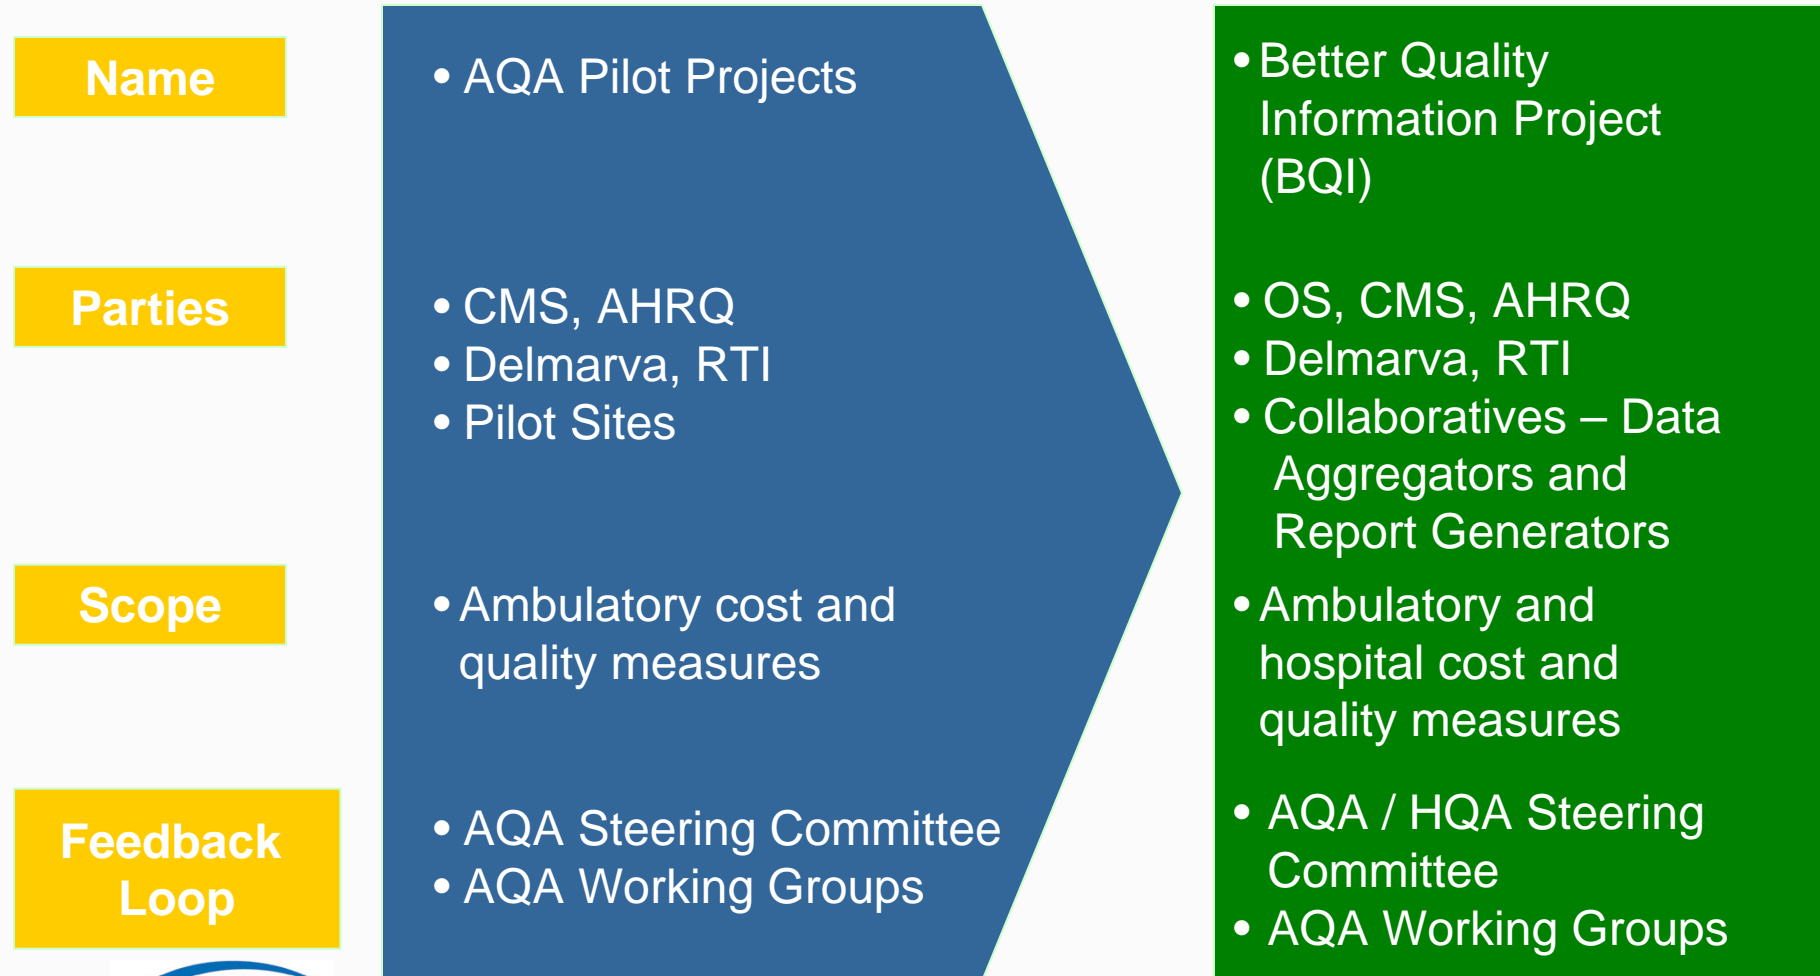 Name
• AQA Pilot Projects
• Better Quality
Information Project
(BQI)
Parties
• CMS, AHRQ
• Delmarva, RTI
• Pilot Sites
• OS, CMS, AHRQ
• Delmarva, RTI
• Collaboratives – Data
Aggregators and
Report Generators
Scope
• Ambulatory cost and
quality measures
• Ambulatory and
hospital cost and
quality measures
Feedback
Loop
• AQA Steering Committee
• AQA Working Groups
• AQA / HQA Steering
Committee
• AQA Working Groups